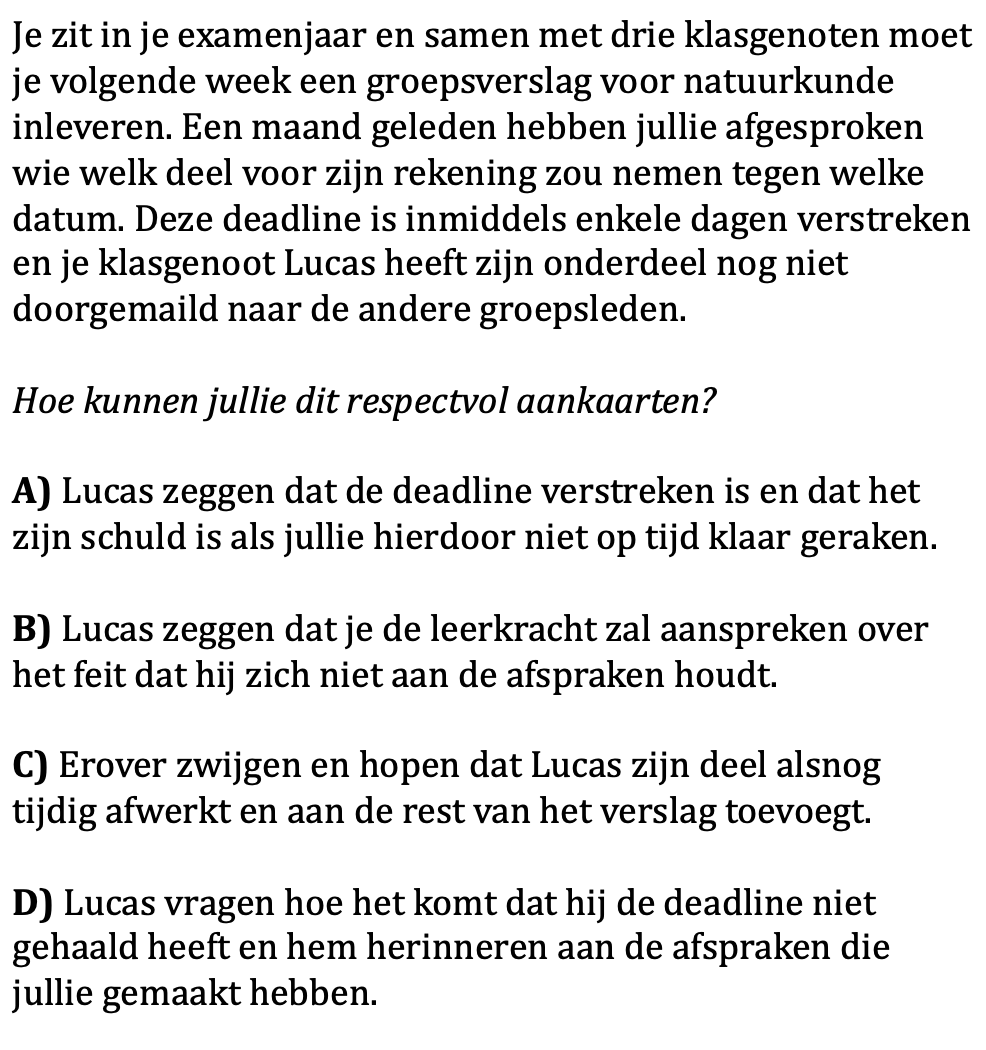 Je zit in je examenjaar en samen met drie klasgenoten moet
je volgende week een groepsverslag voor natuurkunde
inleveren. Een maand geleden hebben jullie afgesproken
wie welk deel voor zijn rekening zou nemen tegen welke
datum. Deze deadline is inmiddels enkele dagen verstreken
en je klasgenoot Lucas heeft zijn onderdeel nog niet
doorgemaild naar de andere groepsleden.
Hoe kunnen jullie dit respectvol aankaarten?
A) Lucas zeggen dat de deadline verstreken is en dat het
zijn schuld is als jullie hierdoor niet op tijd klaar geraken.
B) Lucas zeggen dat je de leerkracht zal aanspreken over
het feit dat hij zich niet aan de afspraken houdt.
C) Erover zwijgen en hopen dat Lucas zijn deel alsnog
tijdig afwerkt en aan de rest van het verslag toevoegt.
D) Lucas vragen hoe het komt dat hij de deadline niet
gehaald heeft en hem herinneren aan de afspraken die
jullie gemaakt hebben.